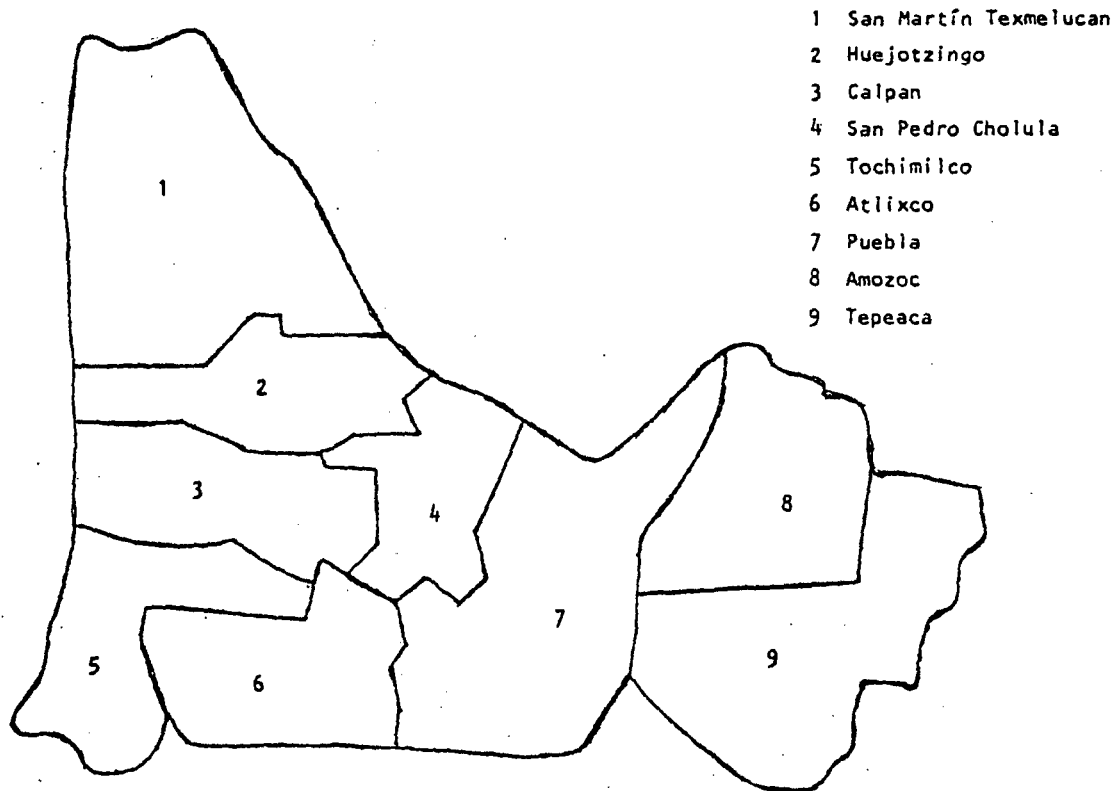 1 San Martín Texmelucan
2 Huejotzingo
3 Calpan
4 San Pedro Cholula
5 Tochimilco
6 Atlixco
7 Puebla
8 Amozoc
9 Tepeaca
1
2
3
4
8
7
5
6
9